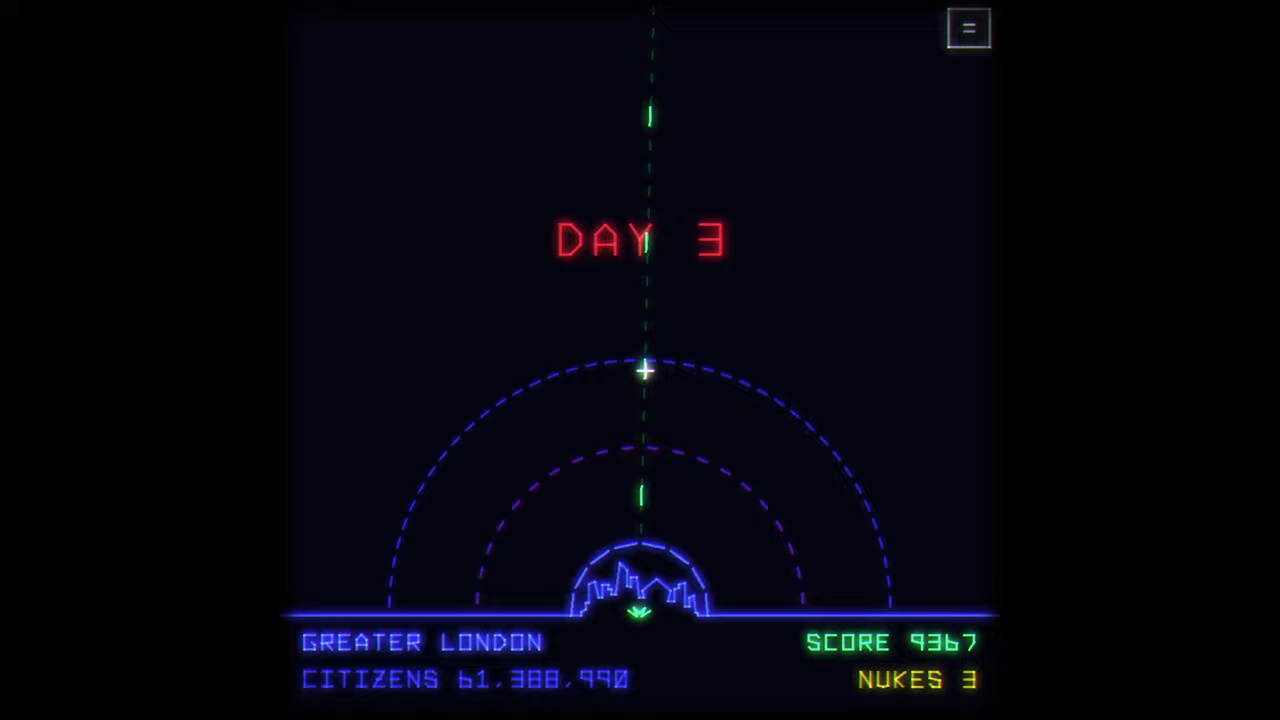 =
DAY 3
GREATER LONDON
SCORE 9367
CITIZENS 61,388,990
NUKES 3